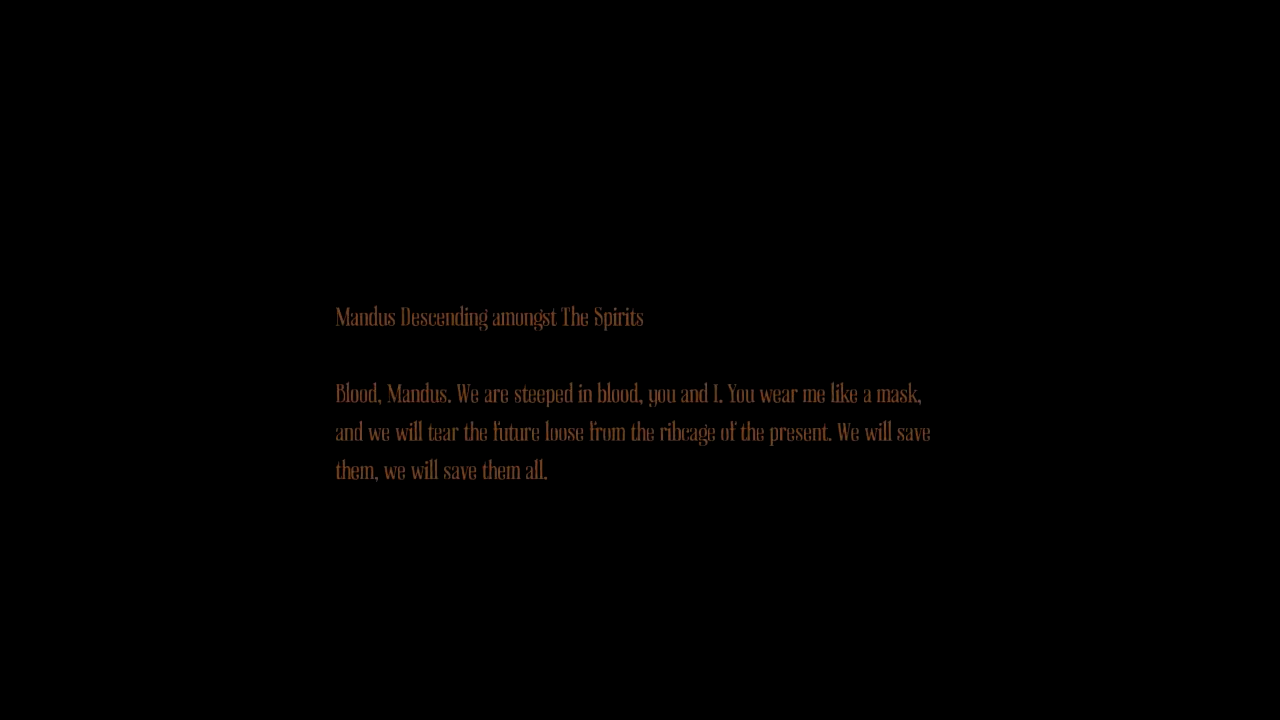 Mandus Descending amongst The Spirits
Blood, Mandus. We are steeped in blood, you and I. You wear me like a mask,
and we will tear the future loose from the ribcage of the present. We will save
them, we will save them all.